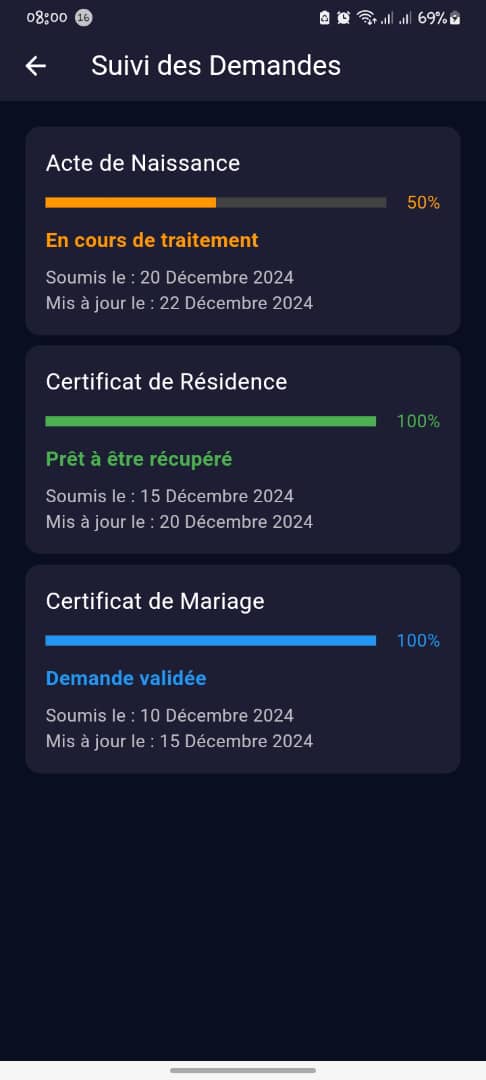 08:00 16 69%
Suivi des Demandes
Acte de Naissance
50%
En cours de traitement
Soumis le : 20 Décembre 2024
Mis à jour le : 22 Décembre 2024
Certificat de Résidence
100%
Prêt à être récupéré
Soumis le : 15 Décembre 2024
Mis à jour le : 20 Décembre 2024
Certificat de Mariage
100%
Demande validée
Soumis le : 10 Décembre 2024
Mis à jour le : 15 Décembre 2024